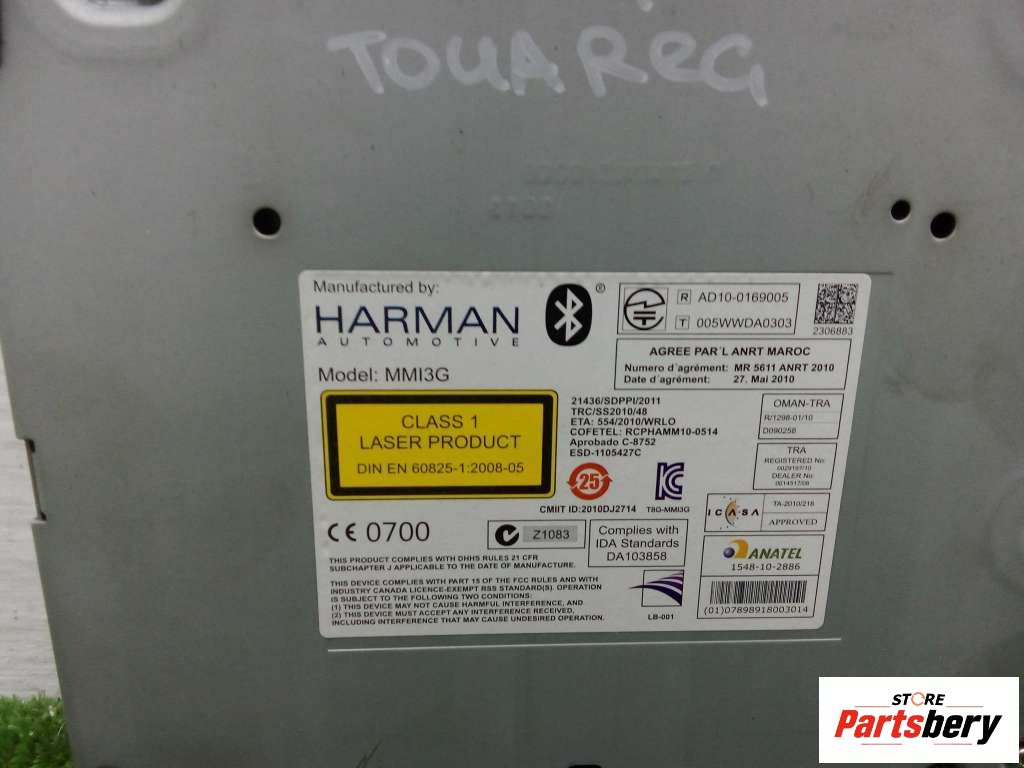 TOUAReG
Manufactured by:
HARMAN
AUTOMOTIVE
Model: MMI3G
®
R AD10-0169005
T 005WWDA0303
2306883
AGREE PAR´L ANRT MAROC
Numero d´agrément: MR 5611 ANRT 2010
Date d´agrément: 27. Mai 2010
CLASS 1
LASER PRODUCT
DIN EN 60825-1:2008-05
21436/SDPPI/2011
TRC/SS2010/48
ETA: 554/2010/WRLO
COFETEL: RCPHAMM10-0514
Aprobado C-8752
ESD-1105427C
OMAN-TRA
R/1298-01/10
D090258
TRA
REGISTERED No:
0029197/10
DEALER No:
0014517/08
25
CMIIT ID:2010DJ2714
T8G-MMI3G
ICASA
TA-2010/218
APPROVED
CE 0700
Z1083
Complies with
IDA Standards
DA103858
ANATEL
1548-10-2886
(01)07898918003014
THIS PRODUCT COMPLIES WITH DHHS RULES 21 CFR
SUBCHAPTER J APPLICABLE TO THE DATE OF MANUFACTURE.
THIS DEVICE COMPLIES WITH PART 15 OF THE FCC RULES AND WITH
INDUSTRY CANADA LICENCE-EXEMPT RSS STANDARD(S). OPERATION
IS SUBJECT TO THE FOLLOWING TWO CONDITIONS:
(1) THIS DEVICE MAY NOT CAUSE HARMFUL INTERFERENCE, AND
(2) THIS DEVICE MUST ACCEPT ANY INTERFERENCE RECEIVED,
INCLUDING INTERFERENCE THAT MAY CAUSE UNDESIRED OPERATION.
LB-001
STORE
Partsbery